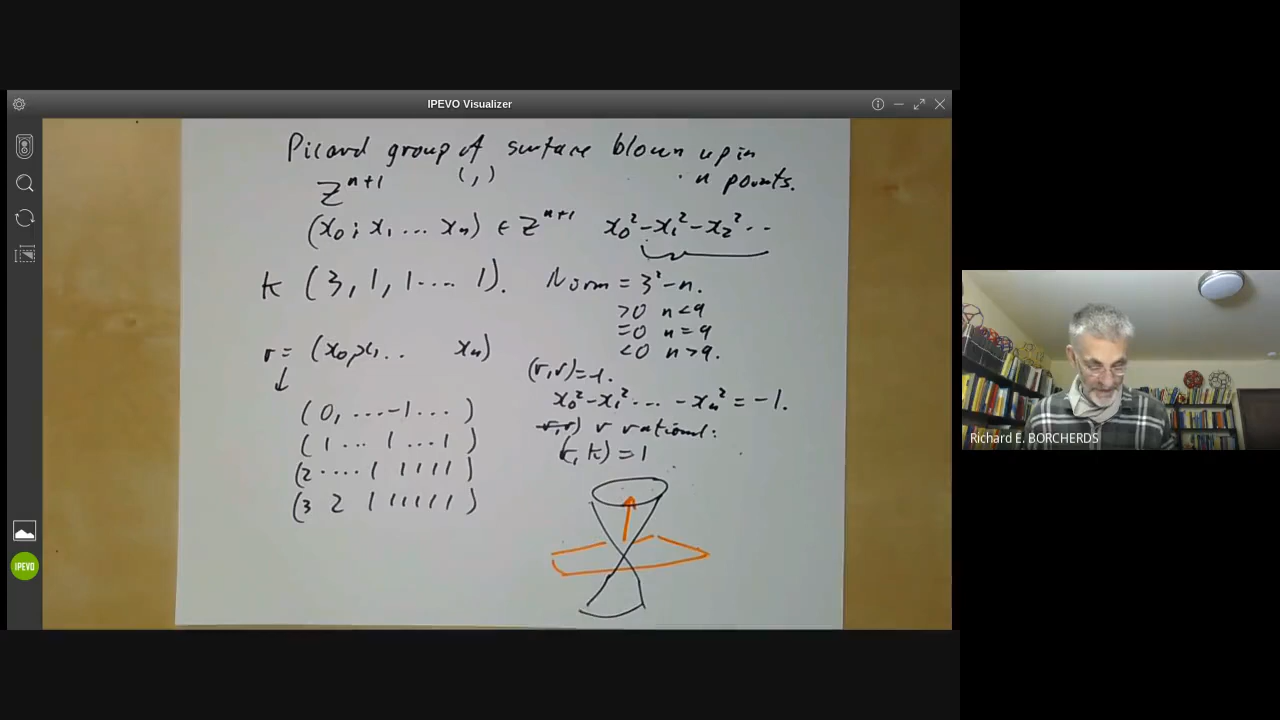 IPEVO Visualizer
Picard group of surface blown up in
n points.
Z^{n+1} ( , )
(x₀; x₁ ... xₙ) ∈ Z^{n+1} x₀² - x₁² - x₂² ...
k (3, 1, 1 .... 1). Norm = 3² - n.
>0 n<9
=0 n=9
<0 n>9.
r = (x₀, x₁, .. xₙ)
(r,r) = -1.
↓
x₀² - x₁² ... - xₙ² = -1.
(0, ... -1 ... )
r rational:
(1 ... 1 ... 1 )
(r, k) = 1
(2 .... 1 1 1 1 1 )
(3 2 1 1 1 1 1 1 )
IPEVO
Richard E. BORCHERDS